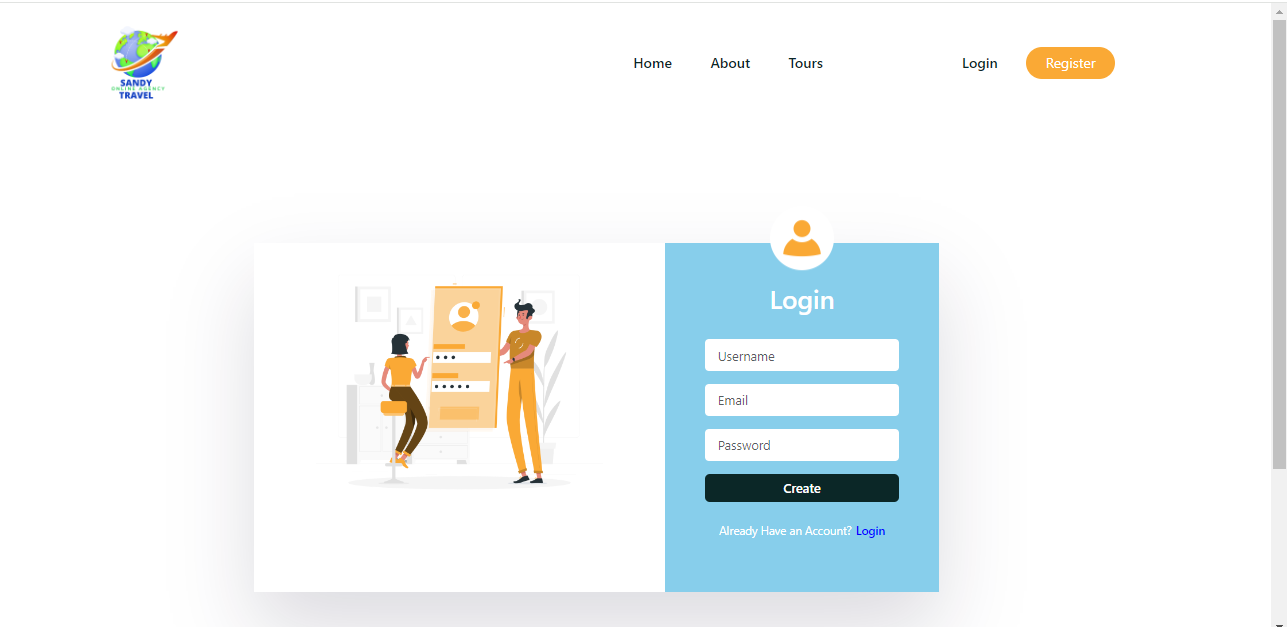 Home About Tours Login Register
SANDY
ONLINE AGENCY
TRAVEL
Login
Username
Email
Password
Create
Already Have an Account? Login